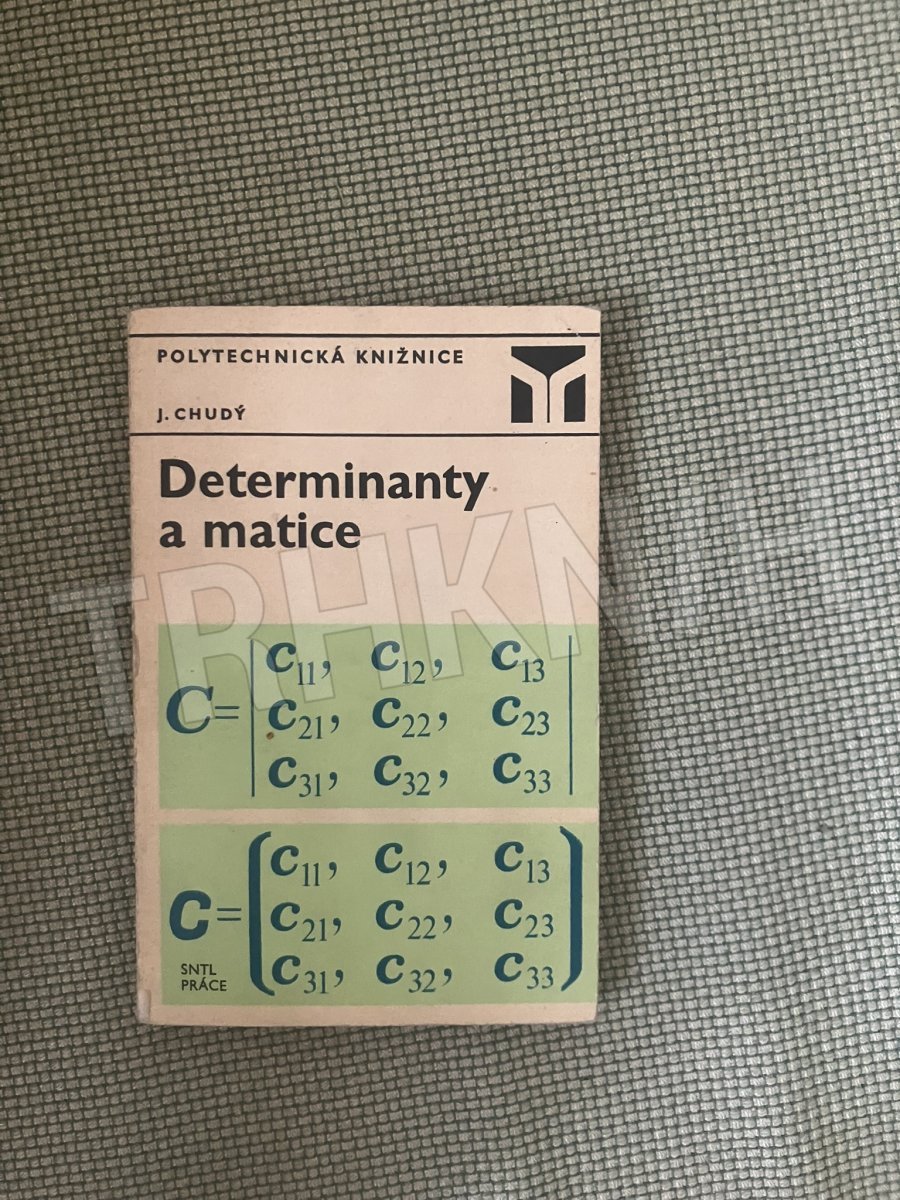 POLYTECHNICKÁ KNIŽNICE
J. CHUDÝ
Determinanty
a matice
C= | c11, c12, c13 |
| c21, c22, c23 |
| c31, c32, c33 |
C= ( c11, c12, c13 )
( c21, c22, c23 )
( c31, c32, c33 )
SNTL
PRÁCE